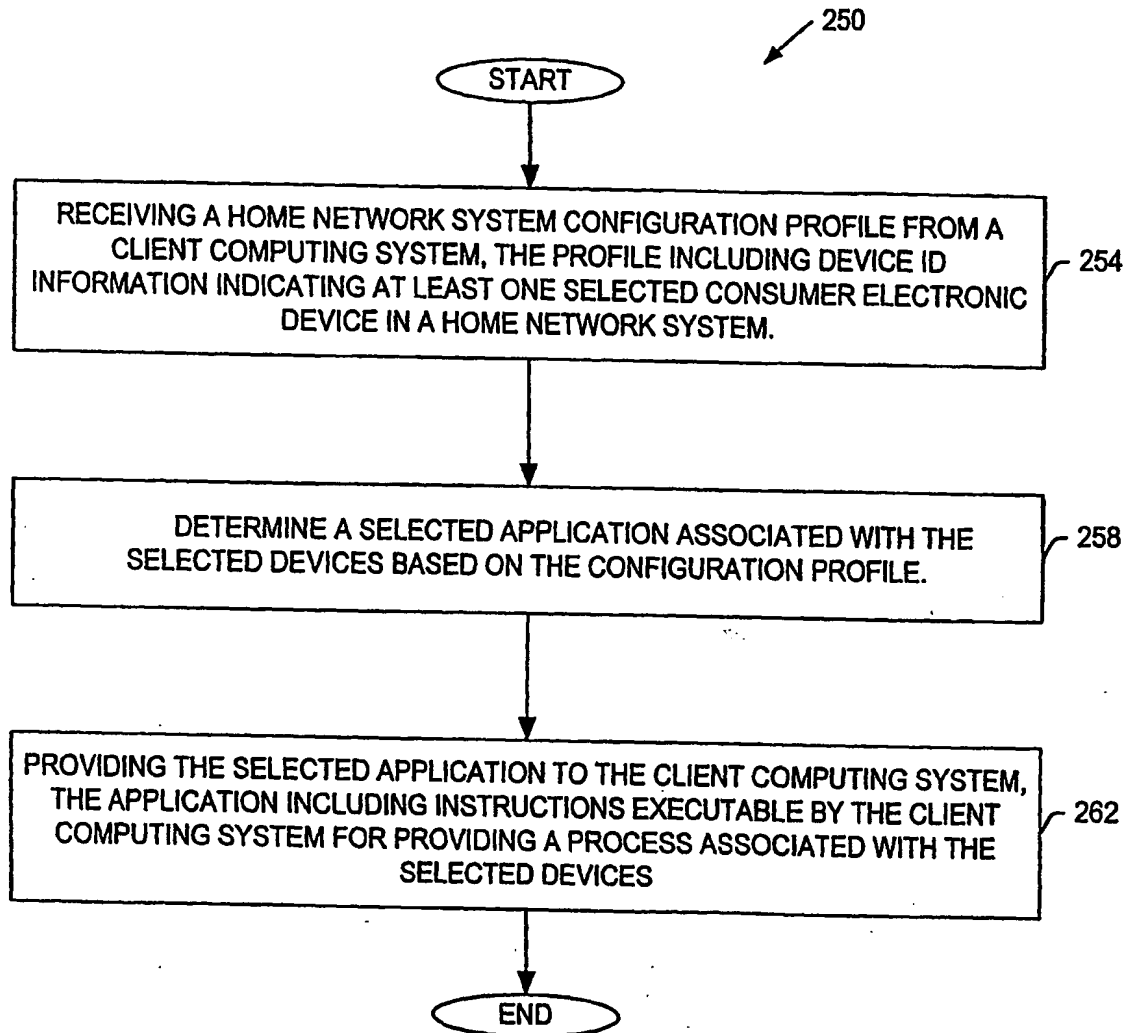 250
START
RECEIVING A HOME NETWORK SYSTEM CONFIGURATION PROFILE FROM A
CLIENT COMPUTING SYSTEM, THE PROFILE INCLUDING DEVICE ID
INFORMATION INDICATING AT LEAST ONE SELECTED CONSUMER ELECTRONIC
DEVICE IN A HOME NETWORK SYSTEM.
254
DETERMINE A SELECTED APPLICATION ASSOCIATED WITH THE
SELECTED DEVICES BASED ON THE CONFIGURATION PROFILE.
258
PROVIDING THE SELECTED APPLICATION TO THE CLIENT COMPUTING SYSTEM,
THE APPLICATION INCLUDING INSTRUCTIONS EXECUTABLE BY THE CLIENT
COMPUTING SYSTEM FOR PROVIDING A PROCESS ASSOCIATED WITH THE
SELECTED DEVICES
262
END